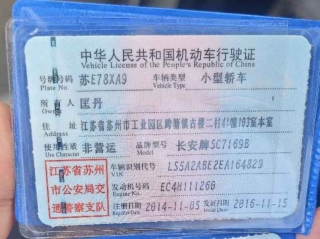 中华人民共和国机动车行驶证
Vehicle License of the People's Republic of China
号牌号码 苏E78XA9 车辆类型 小型轿车
Plate No. Vehicle Type
所有人 匡丹
Owner
住址 江苏省苏州市工业园区跨塘镇古娄二村41幢103室本室
Address
使用性质 非营运 品牌型号 长安牌SC7169B
Use Character
江苏省苏州市公安局交通警察支队
车辆识别代号 LS5A2ABE2EA164829
VIN
发动机号码 EC4H111260
Engine No.
注册日期 2014-11-05 发证日期 2016-11-15
Register Date Issue Date